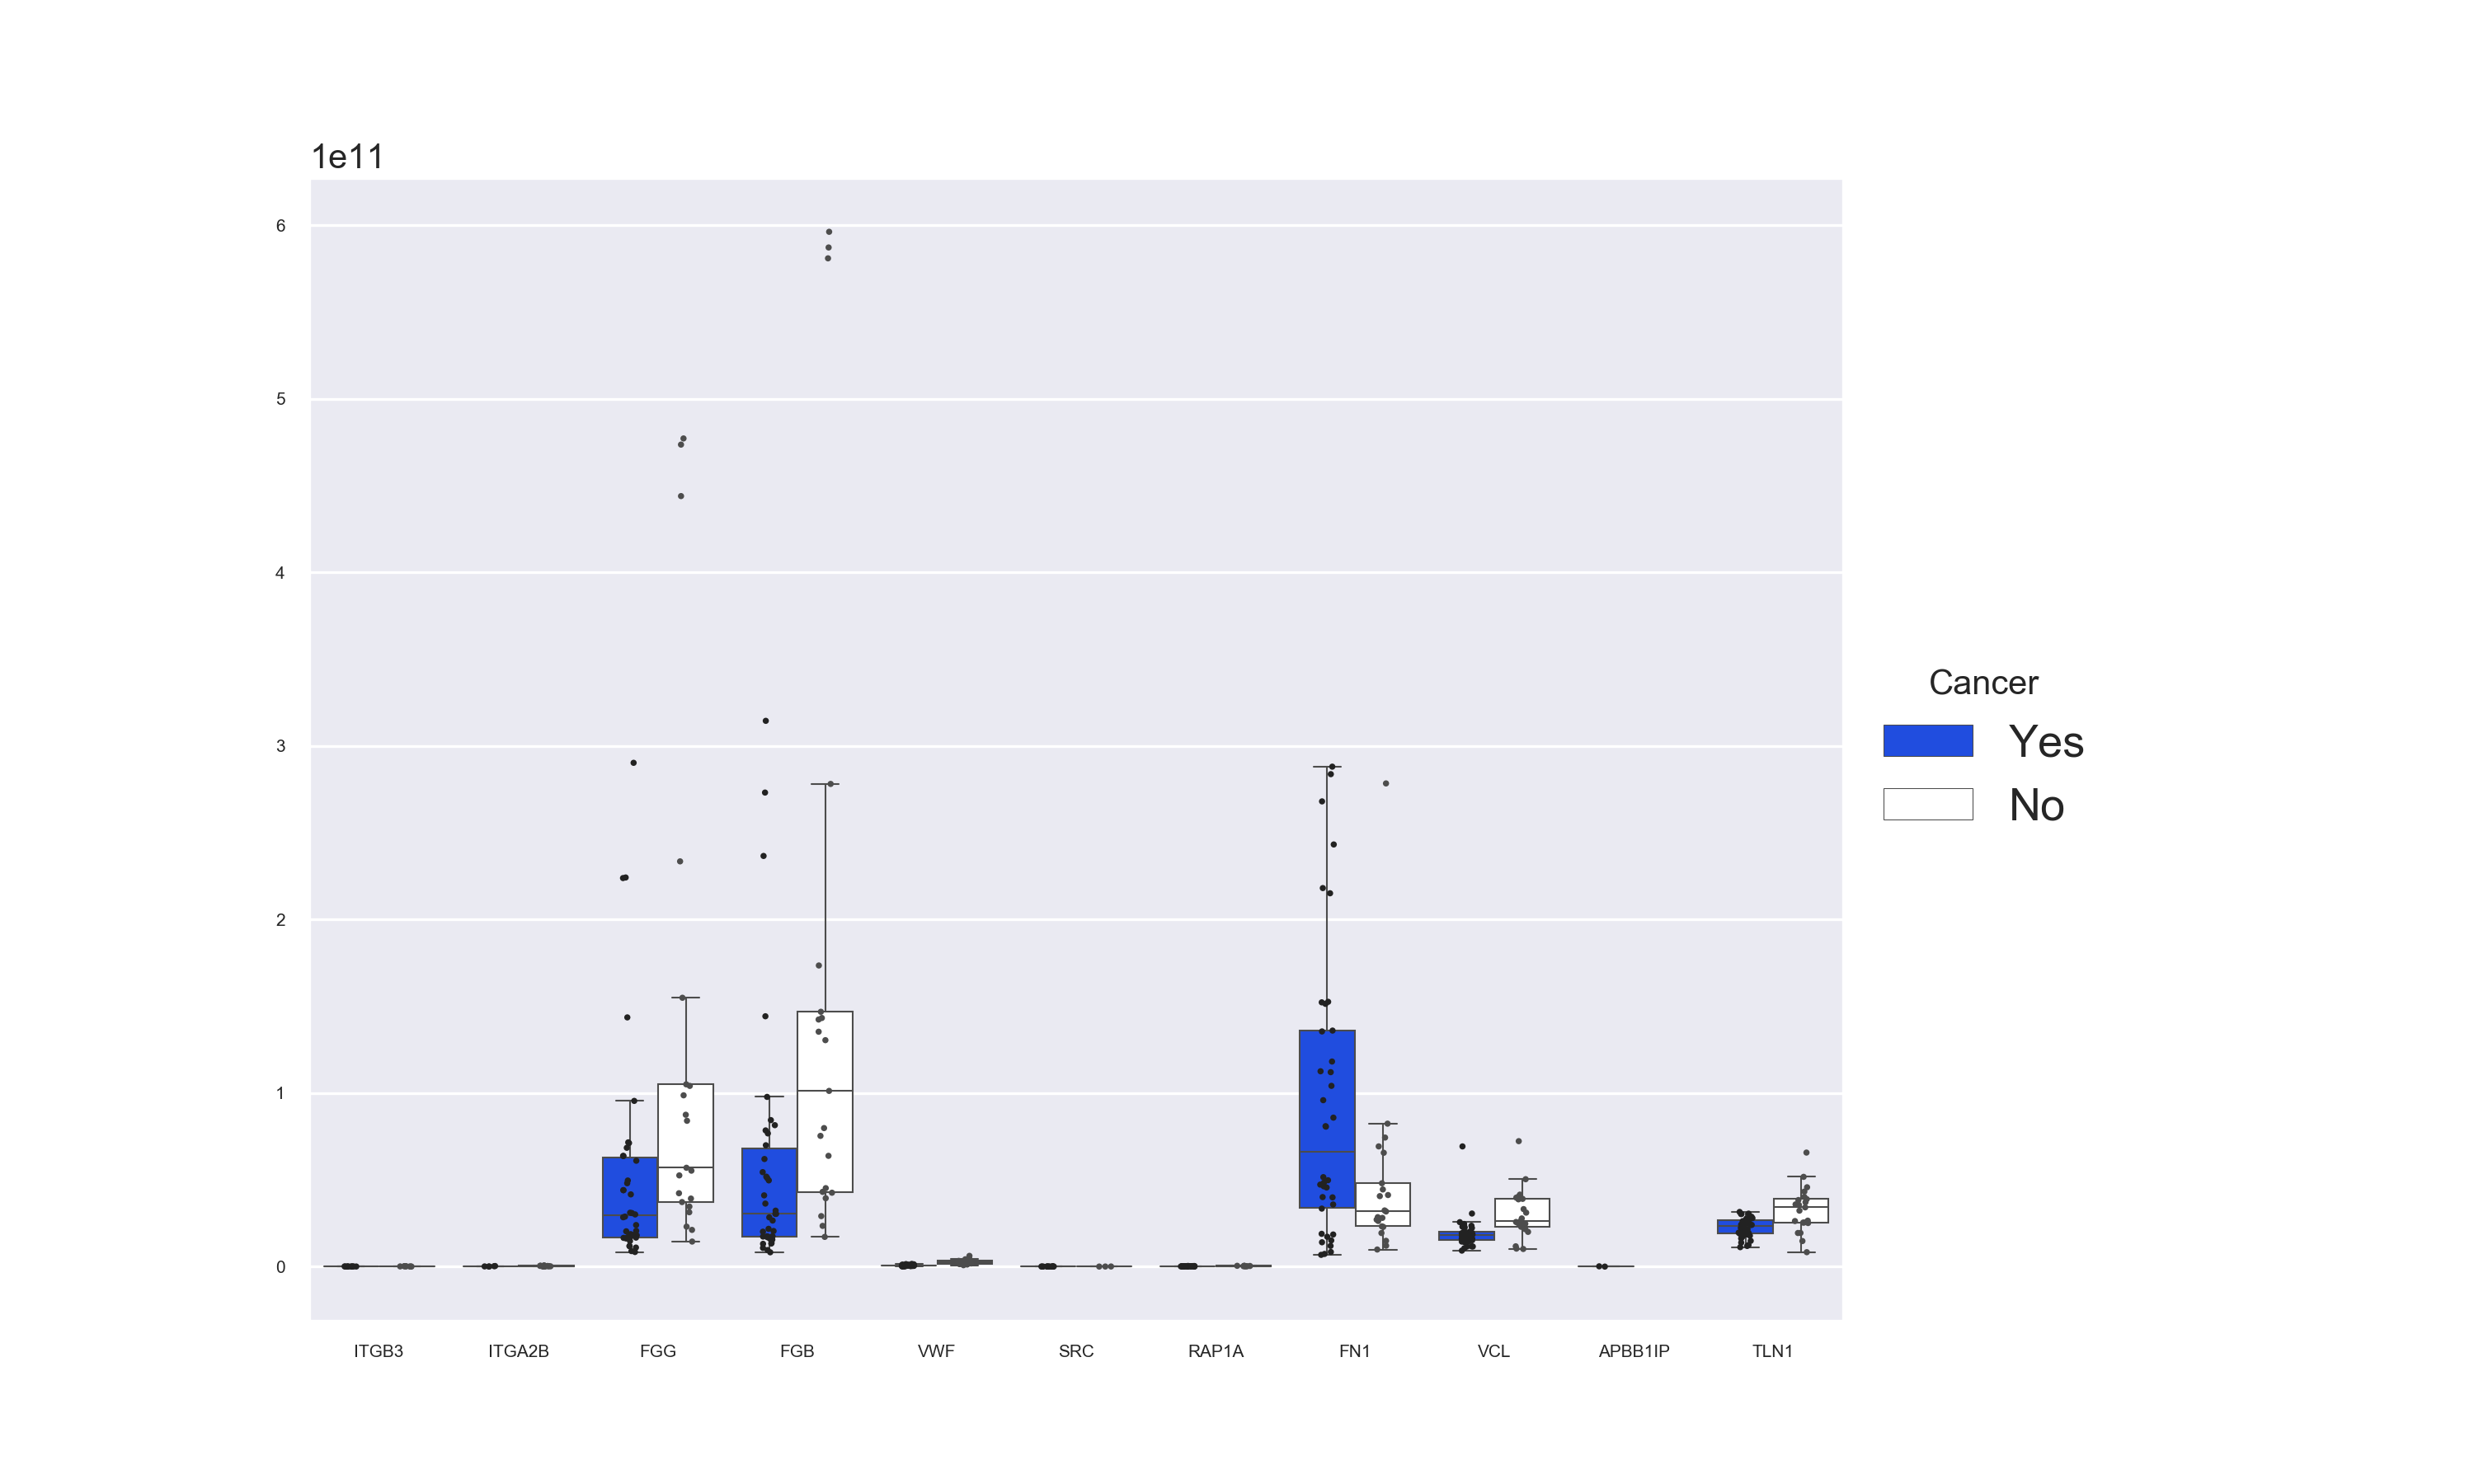 1e11
6
5
4
3
2
1
0
ITGB3 ITGA2B FGG FGB VWF SRC RAP1A FN1 VCL APBB1IP TLN1
Cancer
Yes
No